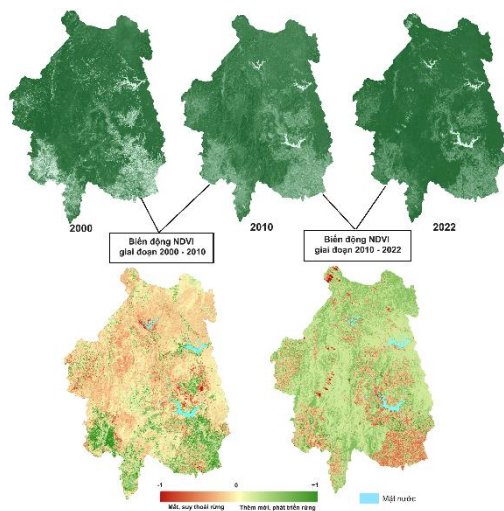 2000
2010
2022
Biến động NDVI
giai đoạn 2000 - 2010
Biến động NDVI
giai đoạn 2010 - 2022
-1
0
+1
Mất, suy thoái rừng
Thêm mới, phát triển rừng
Mặt nước